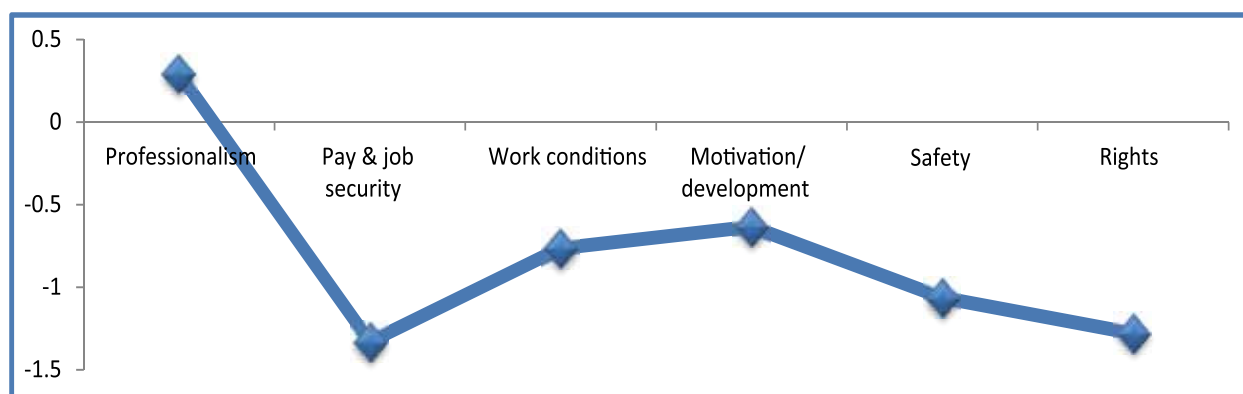 0.5
0
-0.5
-1
-1.5
Professionalism
Pay & job
security
Work conditions
Motivation/
development
Safety
Rights